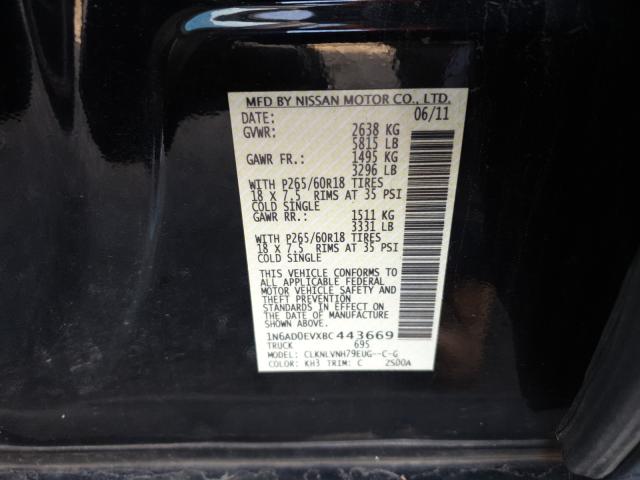 MFD BY NISSAN MOTOR CO., LTD.
DATE: 06/11
GVWR: 2638 KG
5815 LB
GAWR FR.: 1495 KG
3296 LB
WITH P265/60R18 TIRES
18 X 7.5 RIMS AT 35 PSI
COLD SINGLE
GAWR RR.: 1511 KG
3331 LB
WITH P265/60R18 TIRES
18 X 7.5 RIMS AT 35 PSI
COLD SINGLE
THIS VEHICLE CONFORMS TO
ALL APPLICABLE FEDERAL
MOTOR VEHICLE SAFETY AND
THEFT PREVENTION
STANDARDS IN EFFECT ON THE
DATE OF MANUFACTURE SHOWN
ABOVE.
1N6AD0EVXBC443669
TRUCK 695
MODEL: CLKNLVNH79EUG--C-G
COLOR: KH3 TRIM: C ZS00A